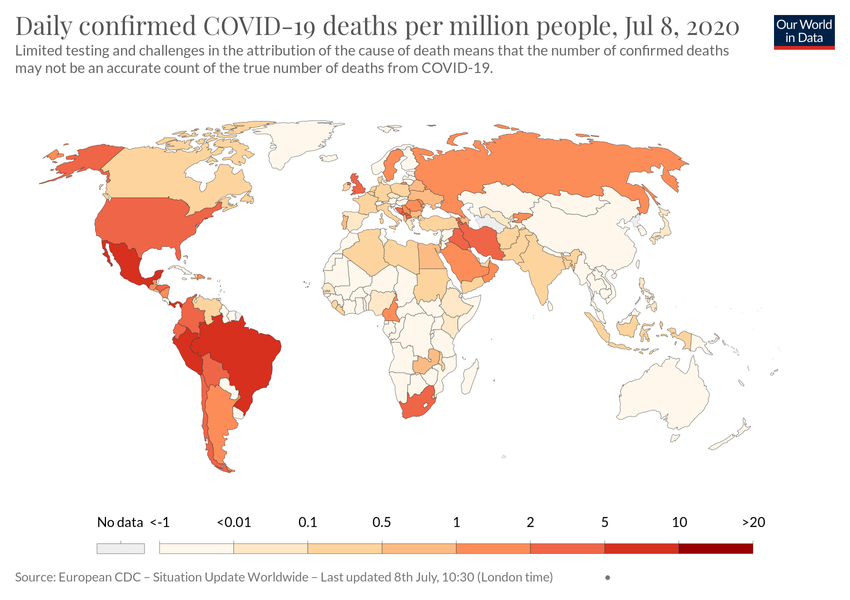 Daily confirmed COVID-19 deaths per million people, Jul 8, 2020
Our World
in Data
Limited testing and challenges in the attribution of the cause of death means that the number of confirmed deaths
may not be an accurate count of the true number of deaths from COVID-19.
No data <-1 <0.01 0.1 0.5 1 2 5 10 >20
Source: European CDC – Situation Update Worldwide – Last updated 8th July, 10:30 (London time) •